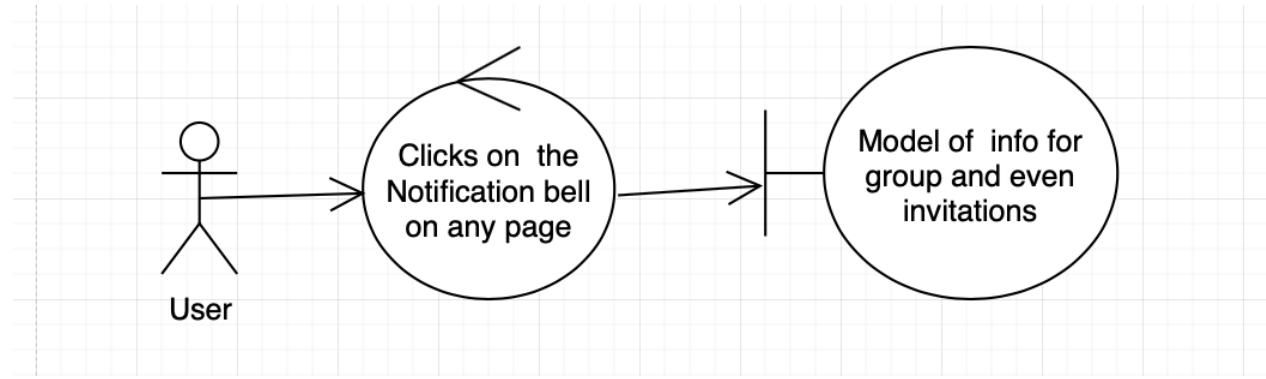 Clicks on the
Notification bell
on any page
Model of info for
group and even
invitations
User